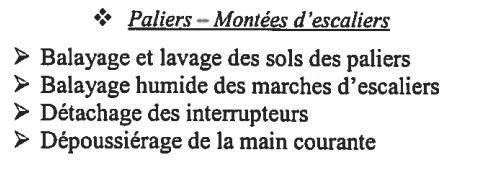 ❖ Paliers – Montées d'escaliers
➢ Balayage et lavage des sols des paliers
➢ Balayage humide des marches d'escaliers
➢ Détachage des interrupteurs
➢ Dépoussiérage de la main courante